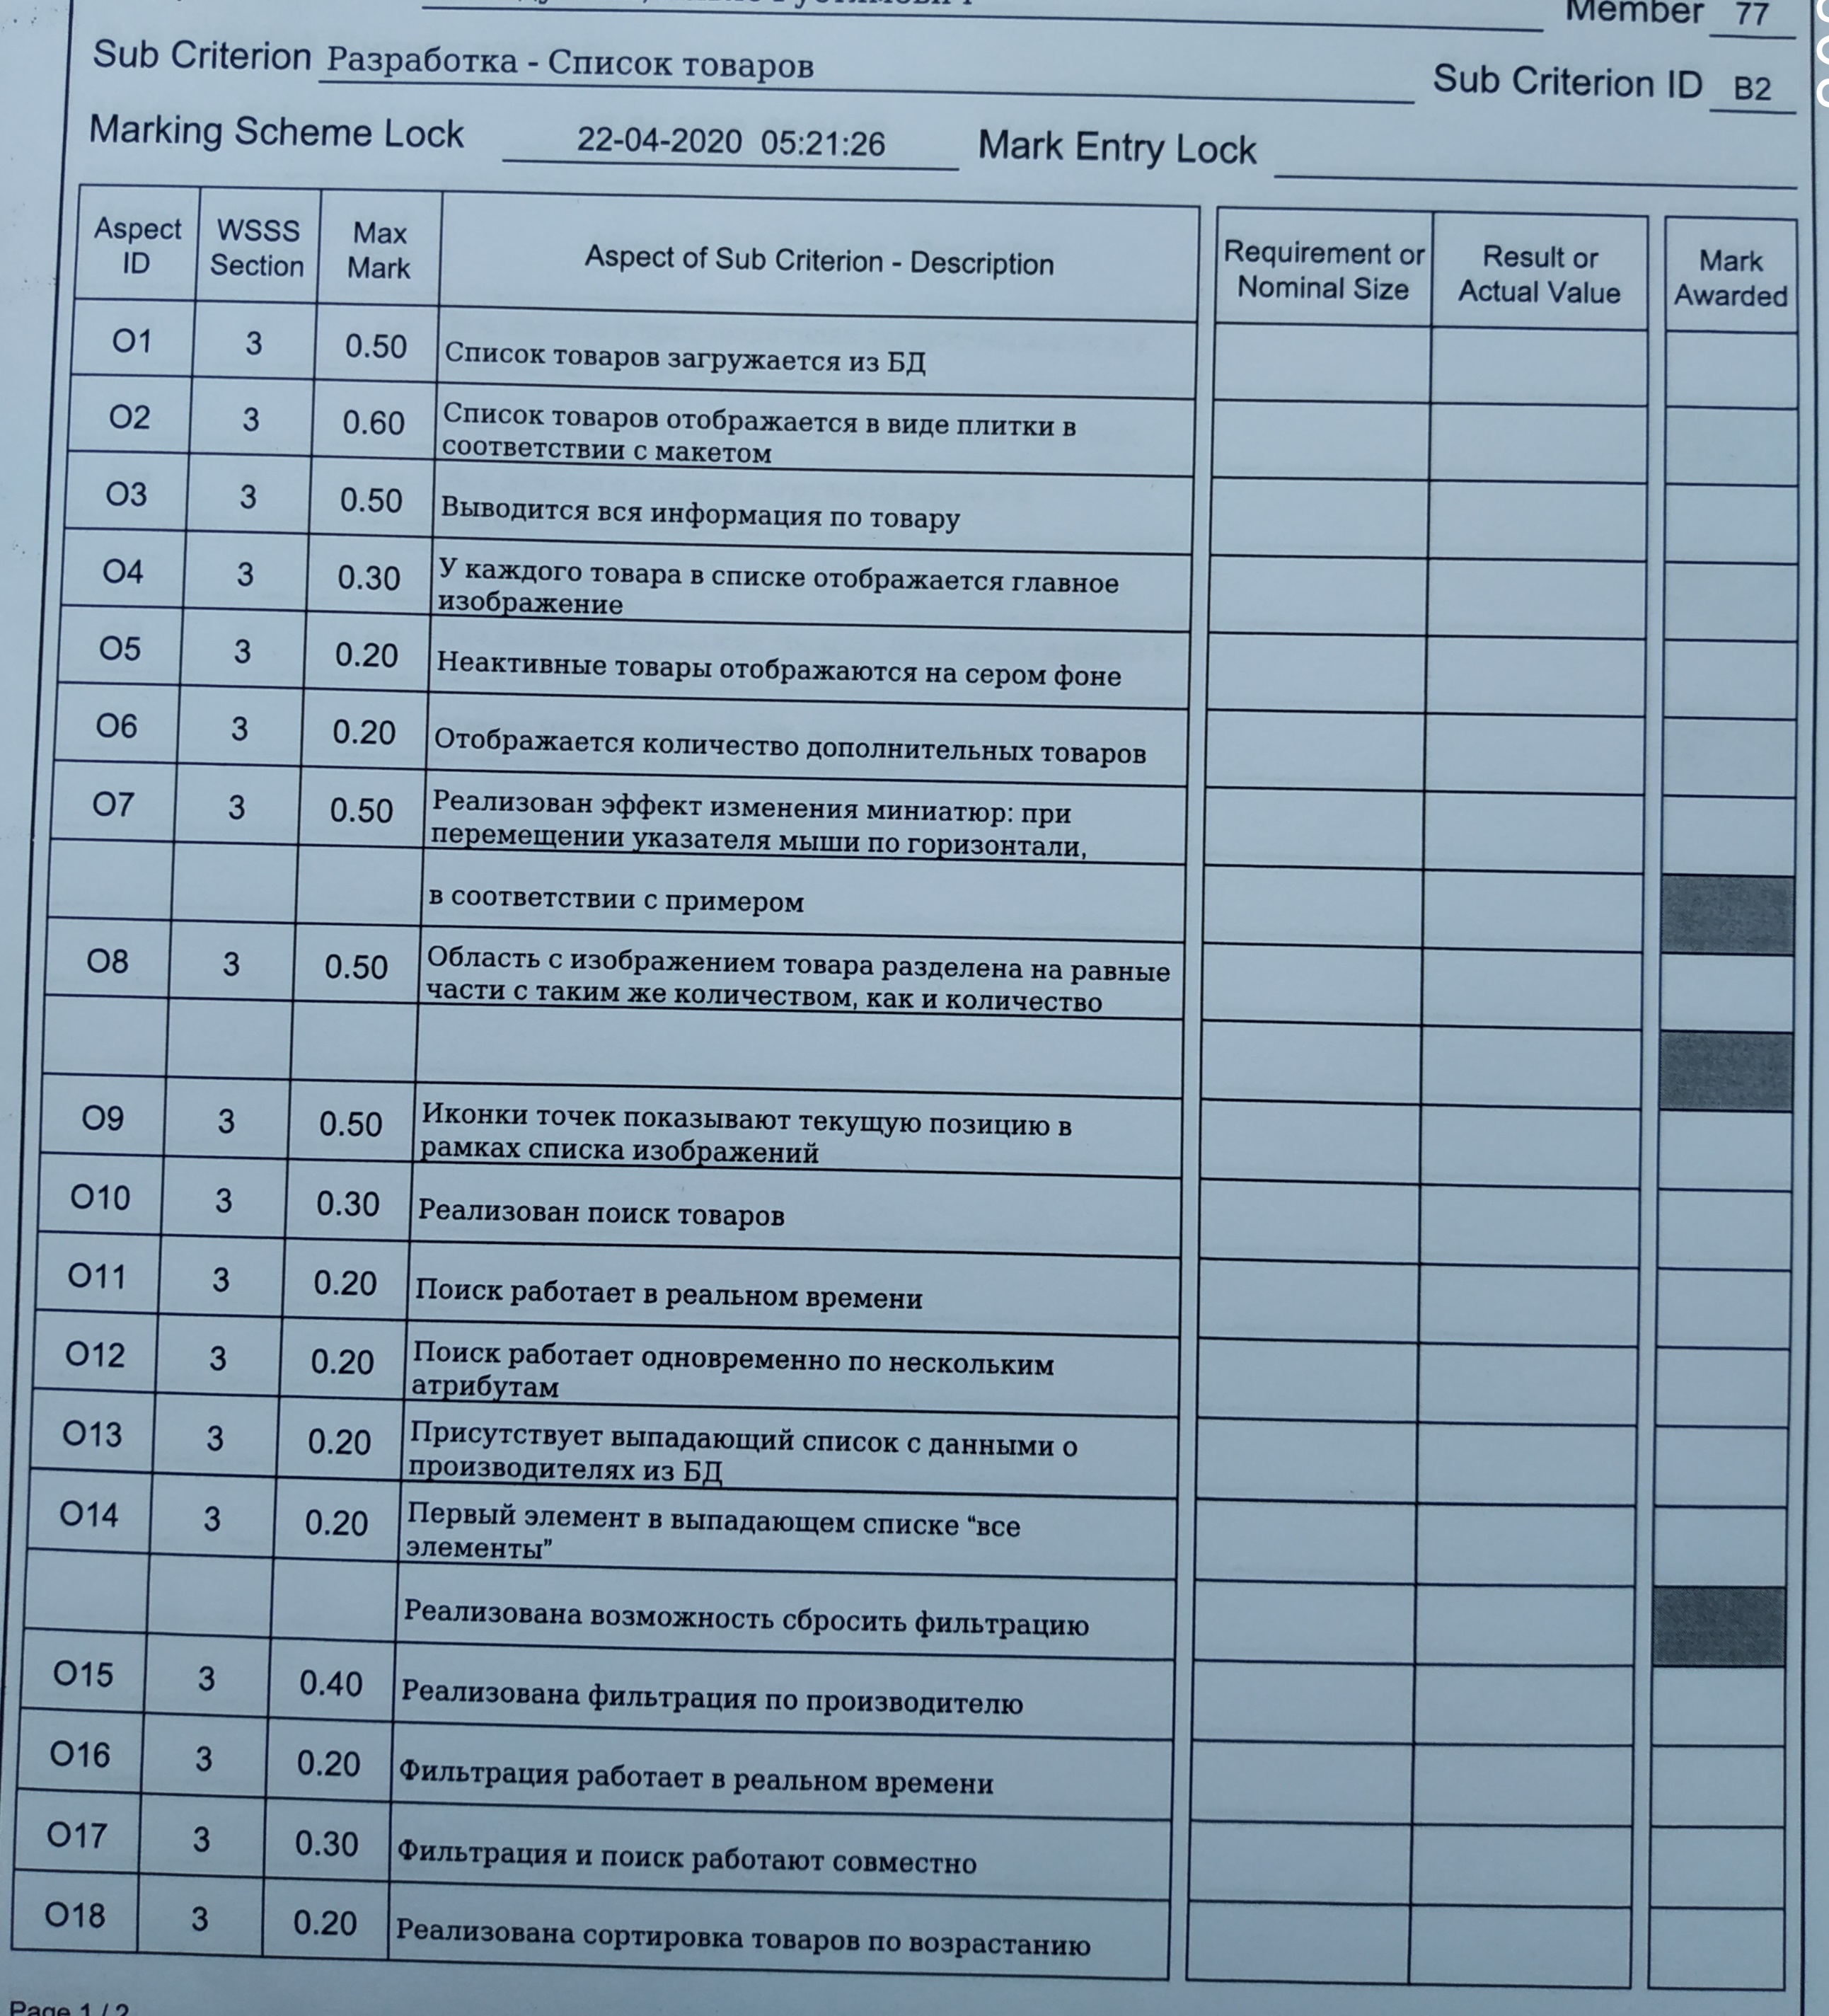 Member 77
Sub Criterion Разработка - Список товаров Sub Criterion ID B2
Marking Scheme Lock 22-04-2020 05:21:26 Mark Entry Lock
Aspect ID WSSS Section Max Mark Aspect of Sub Criterion - Description Requirement or Nominal Size Result or Actual Value Mark Awarded
O1 3 0.50 Список товаров загружается из БД
O2 3 0.60 Список товаров отображается в виде плитки в
соответствии с макетом
O3 3 0.50 Выводится вся информация по товару
O4 3 0.30 У каждого товара в списке отображается главное
изображение
O5 3 0.20 Неактивные товары отображаются на сером фоне
O6 3 0.20 Отображается количество дополнительных товаров
O7 3 0.50 Реализован эффект изменения миниатюр: при
перемещении указателя мыши по горизонтали,
в соответствии с примером
O8 3 0.50 Область с изображением товара разделена на равные
части с таким же количеством, как и количество
O9 3 0.50 Иконки точек показывают текущую позицию в
рамках списка изображений
O10 3 0.30 Реализован поиск товаров
O11 3 0.20 Поиск работает в реальном времени
O12 3 0.20 Поиск работает одновременно по нескольким
атрибутам
O13 3 0.20 Присутствует выпадающий список с данными о
производителях из БД
O14 3 0.20 Первый элемент в выпадающем списке “все
элементы”
Реализована возможность сбросить фильтрацию
O15 3 0.40 Реализована фильтрация по производителю
O16 3 0.20 Фильтрация работает в реальном времени
O17 3 0.30 Фильтрация и поиск работают совместно
O18 3 0.20 Реализована сортировка товаров по возрастанию
Page 1 / 2